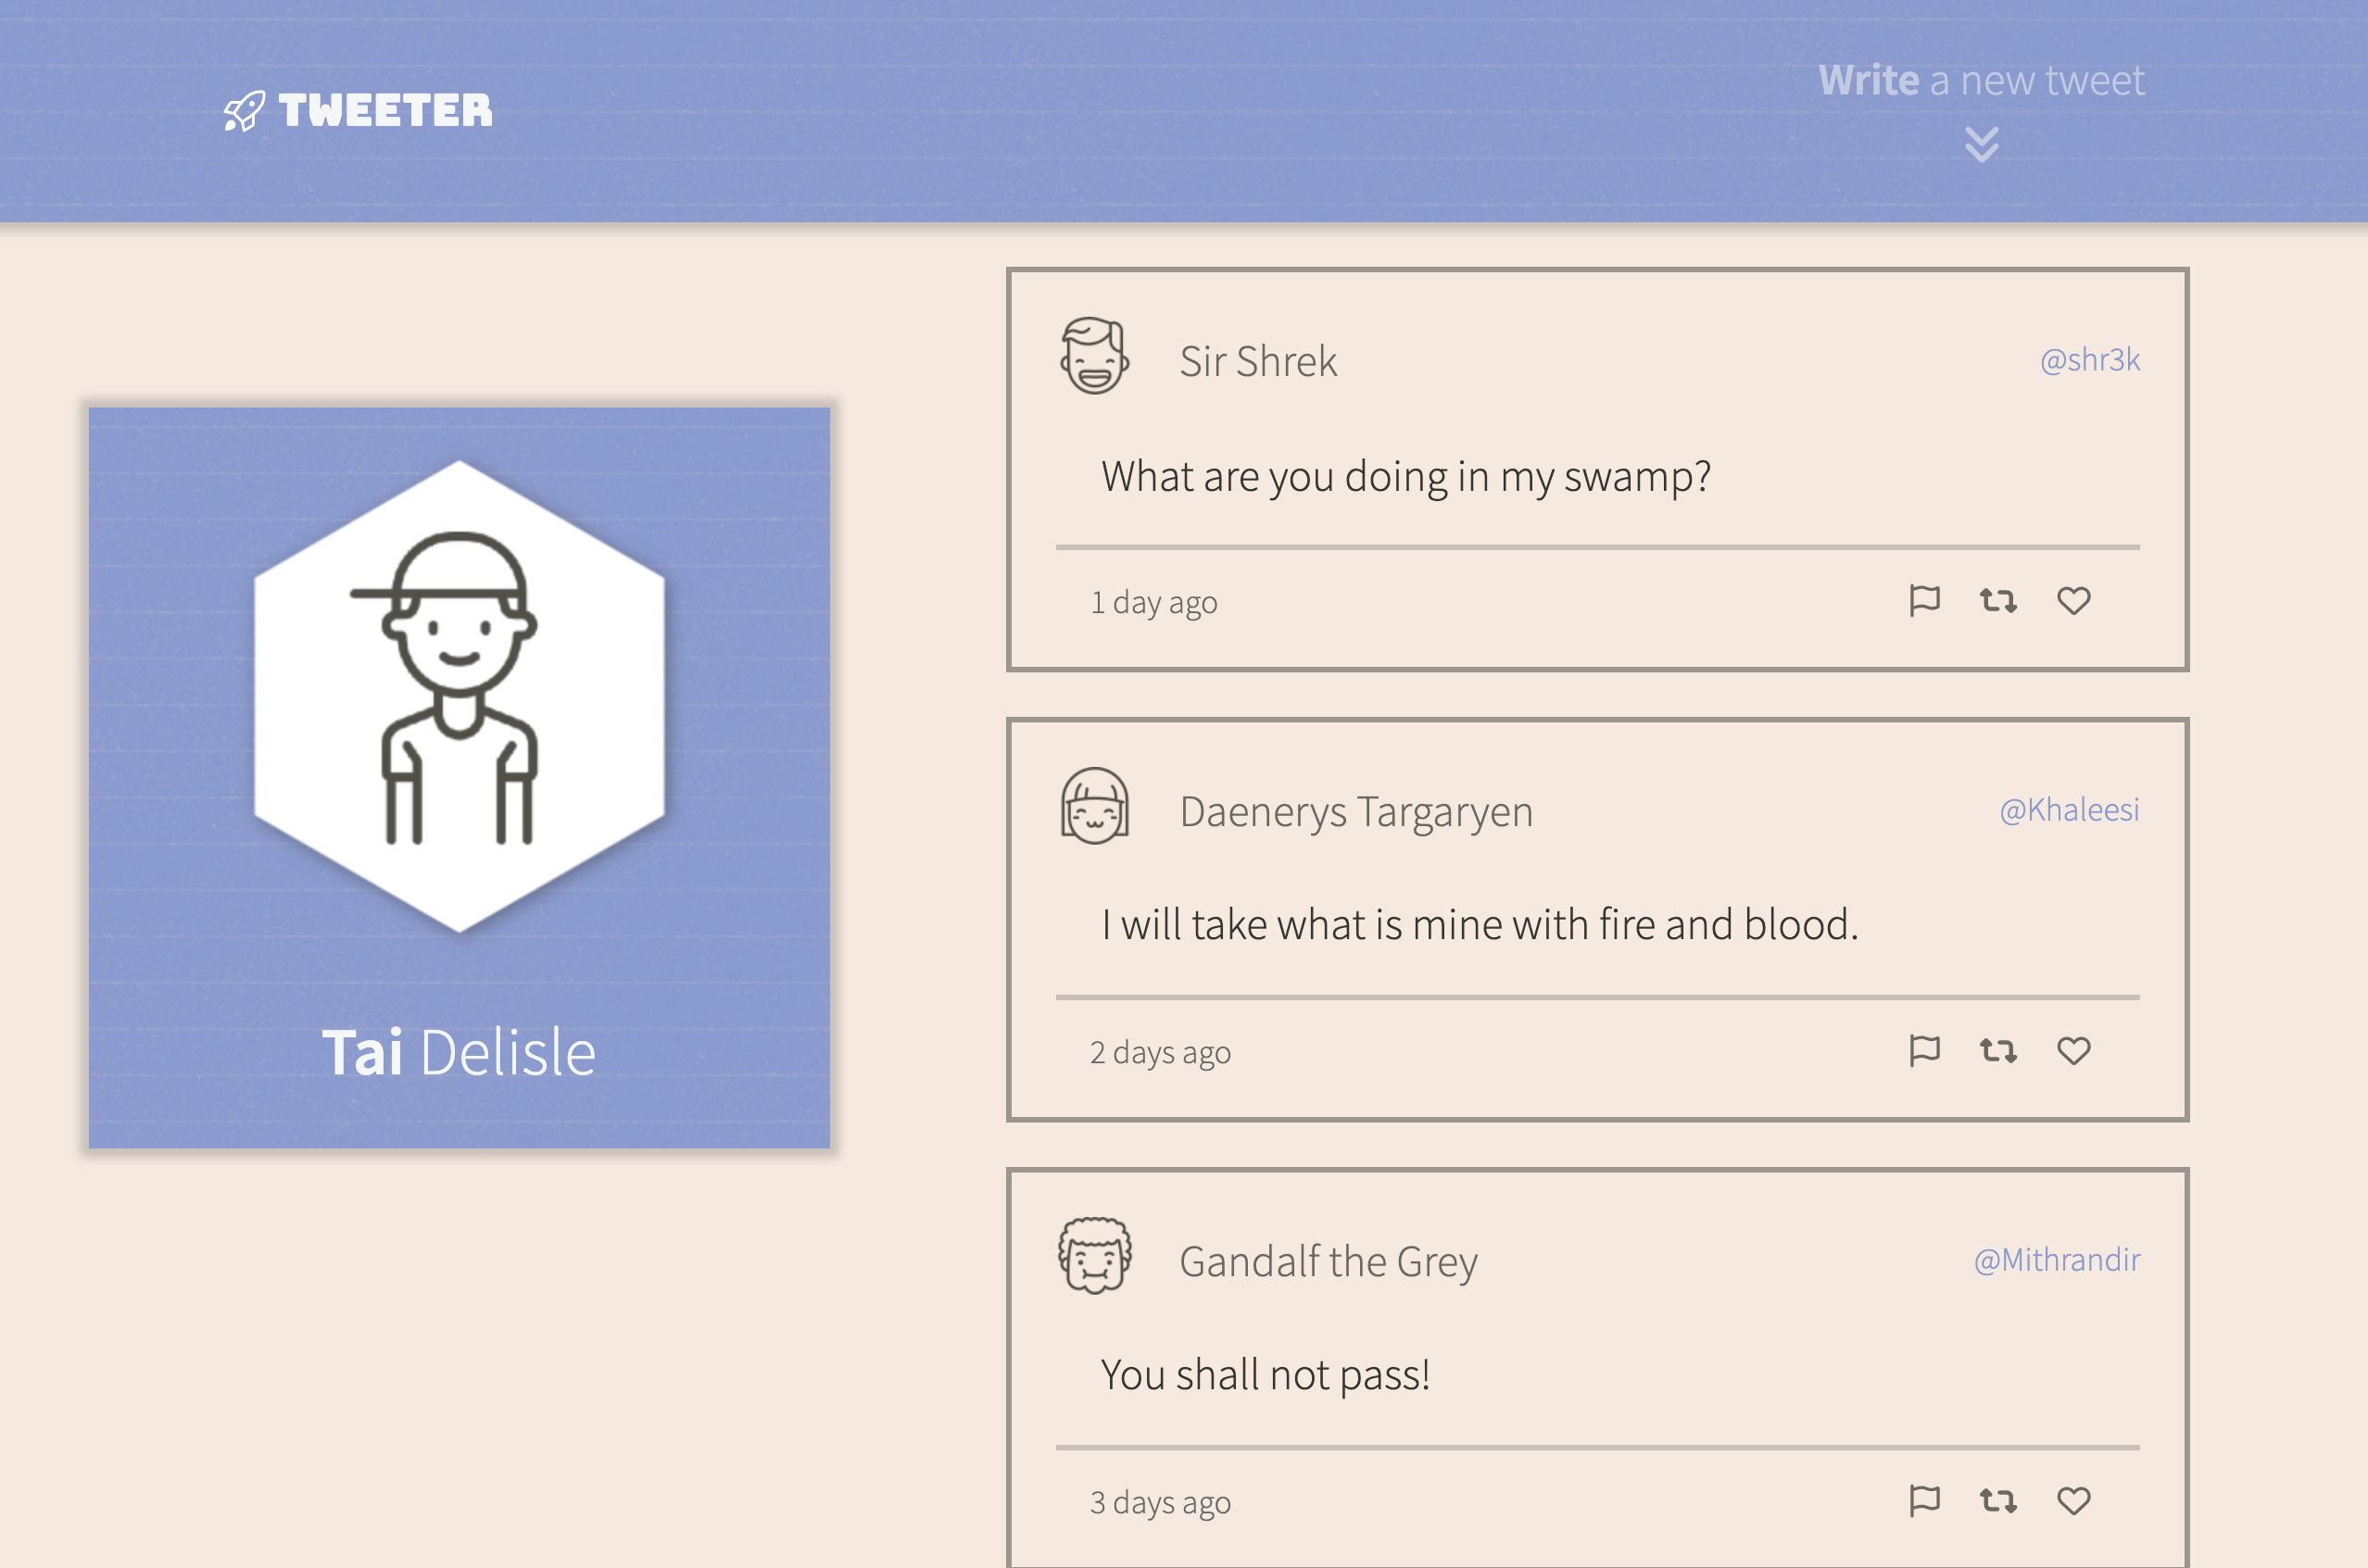 TWEETER
Write a new tweet
Tai Delisle
Sir Shrek
@shr3k
What are you doing in my swamp?
1 day ago
Daenerys Targaryen
@Khaleesi
I will take what is mine with fire and blood.
2 days ago
Gandalf the Grey
@Mithrandir
You shall not pass!
3 days ago